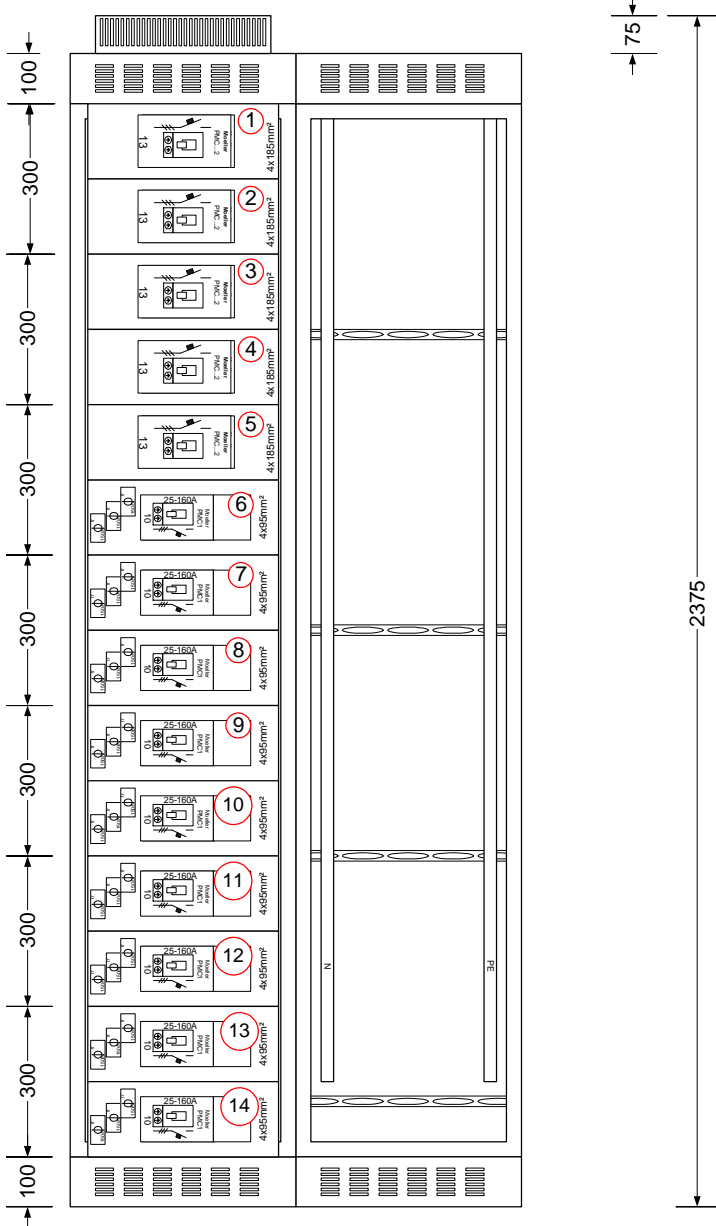 75
100
300
300
300
300
300
300
300
100
2375
1
13
Moeller
PMC...2
4x185mm²
2
13
Moeller
PMC...2
4x185mm²
3
13
Moeller
PMC...2
4x185mm²
4
13
Moeller
PMC...2
4x185mm²
5
13
Moeller
PMC...2
4x185mm²
6
25-160A
10
Moeller
PMC1
4x95mm²
7
25-160A
10
Moeller
PMC1
4x95mm²
8
25-160A
10
Moeller
PMC1
4x95mm²
9
25-160A
10
Moeller
PMC1
4x95mm²
10
25-160A
10
Moeller
PMC1
4x95mm²
11
25-160A
10
Moeller
PMC1
4x95mm²
12
25-160A
10
Moeller
PMC1
4x95mm²
13
25-160A
10
Moeller
PMC1
4x95mm²
14
25-160A
10
Moeller
PMC1
4x95mm²
N
PE